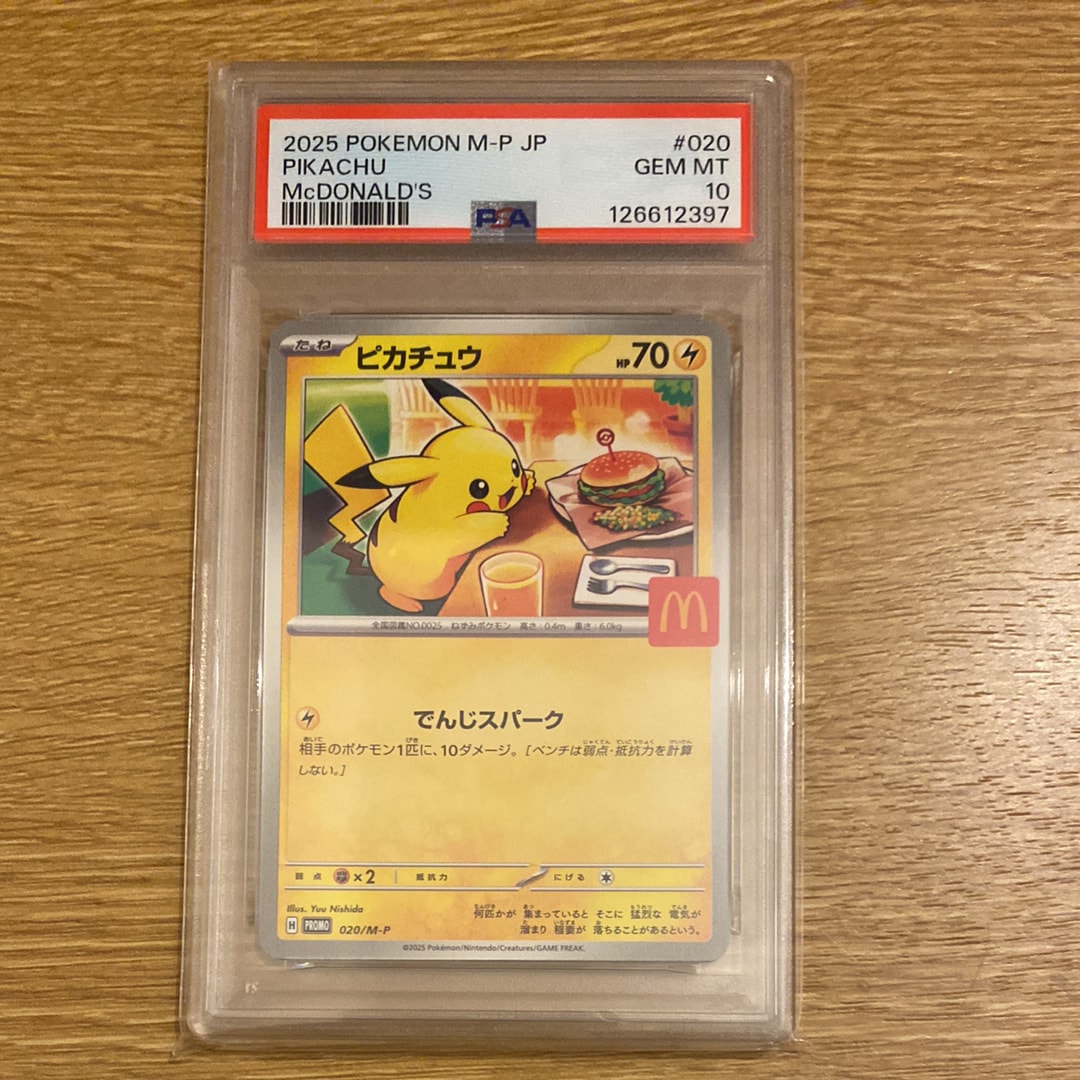 2025 POKEMON M-P JP #020
PIKACHU GEM MT
McDONALD'S 10
PSA 126612397
たね ピカチュウ HP70
M
全国図鑑NO.0025 ねずみポケモン 高さ:0.4m 重さ:6.0kg
でんじスパーク
相手のポケモン1匹に、10ダメージ。[ベンチは弱点・抵抗力を計算
しない。]
弱点 ×2 抵抗力 にげる
Illus. Yuu Nishida
何匹かが 集まっていると そこに 猛烈な 電気が
H PROMO 020/M-P 溜まり 稲妻が 落ちることがあるという。
©2025 Pokémon/Nintendo/Creatures/GAME FREAK.